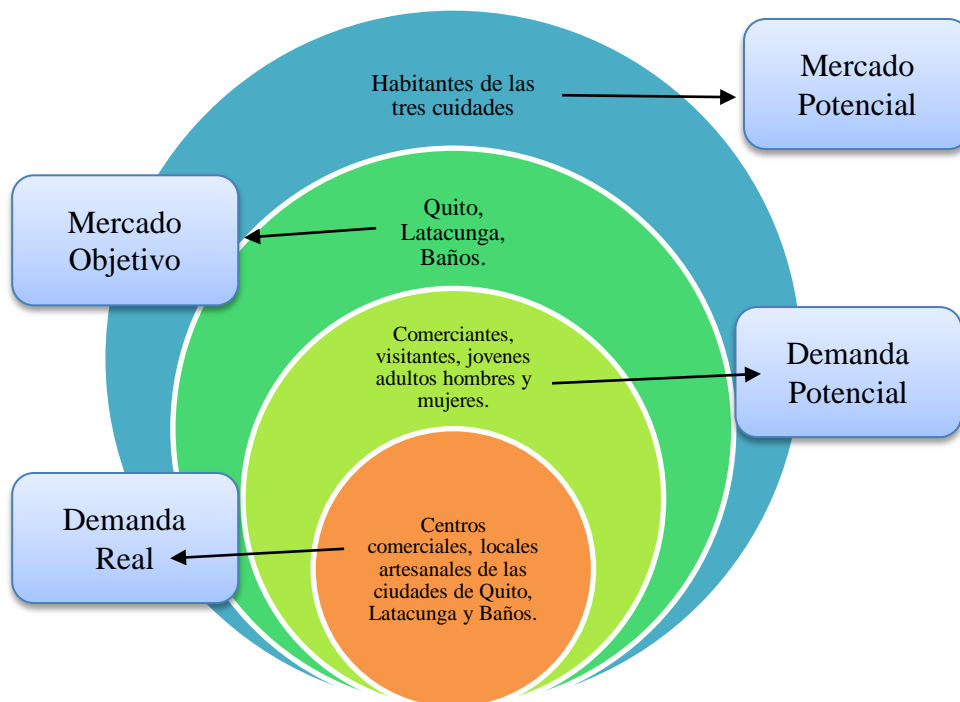 Habitantes de las
tres cuidades
Mercado
Potencial
Mercado
Objetivo
Quito,
Latacunga,
Baños.
Comerciantes,
visitantes, jovenes
adultos hombres y
mujeres.
Demanda
Potencial
Demanda
Real
Centros
comerciales, locales
artesanales de las
ciudades de Quito,
Latacunga y Baños.